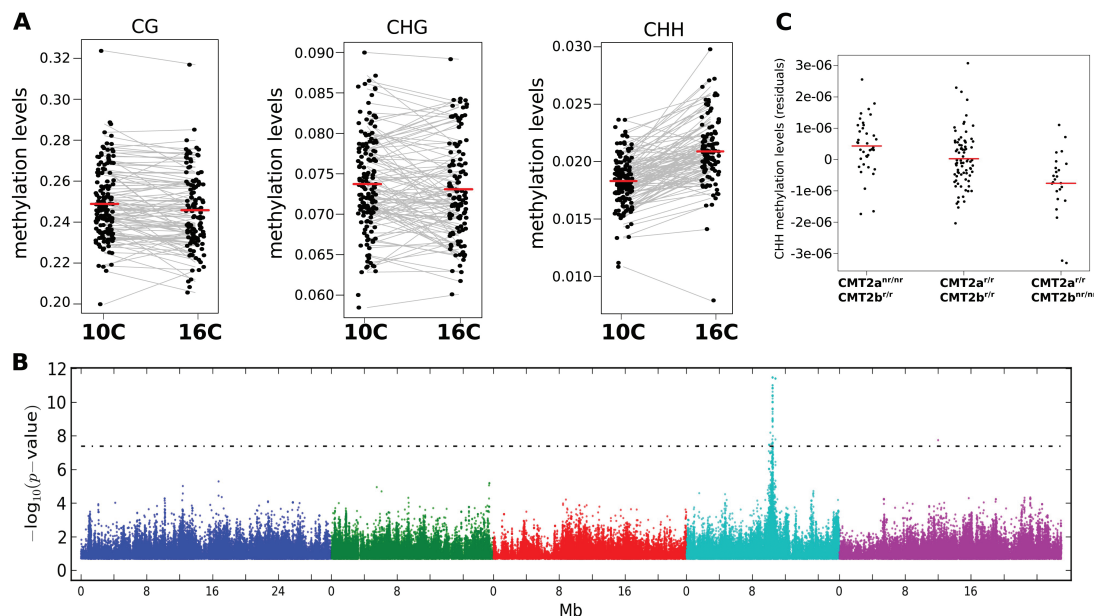 A
CG
CHG
CHH
C
methylation levels
0.32
0.30
0.28
0.26
0.24
0.22
0.20
10C 16C
methylation levels
0.090
0.085
0.080
0.075
0.070
0.065
0.060
10C 16C
methylation levels
0.030
0.025
0.020
0.015
0.010
10C 16C
CHH methylation levels (residuals)
3e-06
2e-06
1e-06
0
-1e-06
-2e-06
-3e-06
CMT2a^nr/nr CMT2a^r/r CMT2a^r/r
CMT2b^r/r CMT2b^r/r CMT2b^nr/nr
B
−log₁₀(p−value)
12
10
8
6
4
2
0
0 8 16 24 0 8 16 0 8 16 0 8 16 0 8 16
Mb